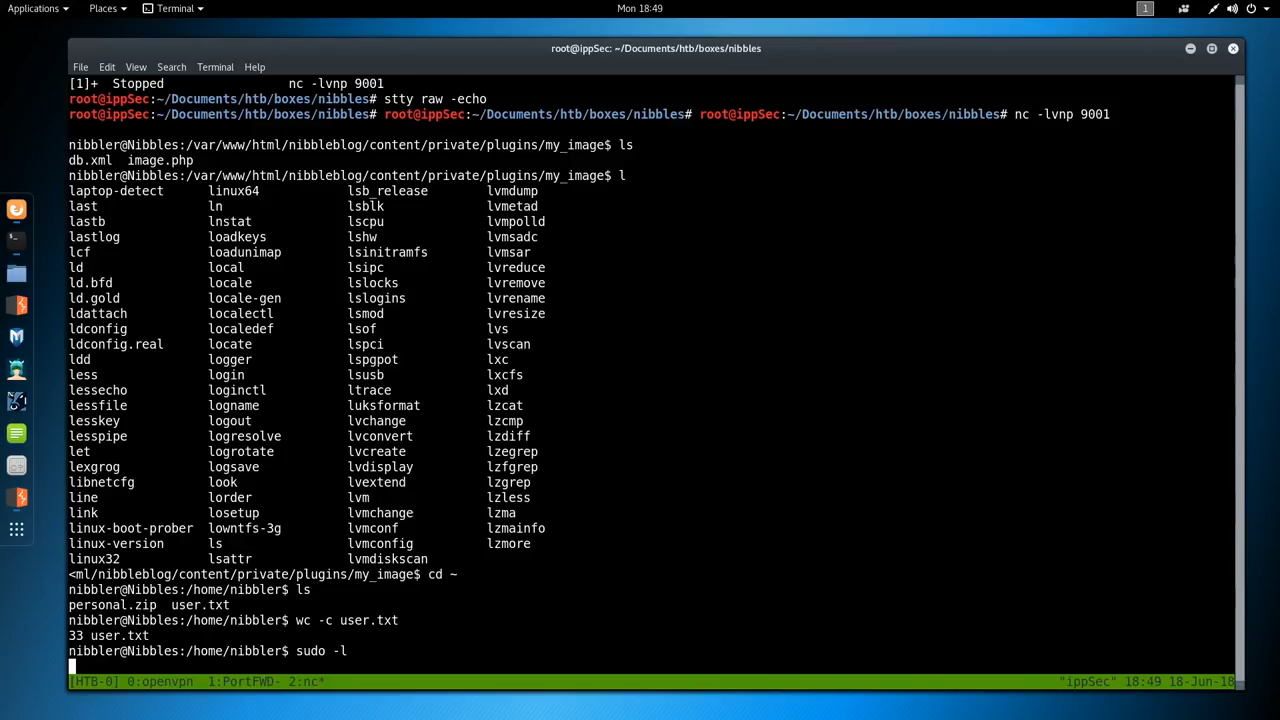 Applications Places Terminal Mon 18:49 1
root@ippSec: ~/Documents/htb/boxes/nibbles
File Edit View Search Terminal Help
[1]+  Stopped                 nc -lvnp 9001
root@ippSec:~/Documents/htb/boxes/nibbles# stty raw -echo
root@ippSec:~/Documents/htb/boxes/nibbles# root@ippSec:~/Documents/htb/boxes/nibbles# root@ippSec:~/Documents/htb/boxes/nibbles# nc -lvnp 9001
nibbler@Nibbles:/var/www/html/nibbleblog/content/private/plugins/my_image$ ls
db.xml  image.php
nibbler@Nibbles:/var/www/html/nibbleblog/content/private/plugins/my_image$ l
laptop-detect      linux64            lsb_release        lvmdump
last               ln                 lsblk              lvmetad
lastb              lnstat             lscpu              lvmpolld
lastlog            loadkeys           lshw               lvmsadc
lcf                loadunimap         lsinitramfs        lvmsar
ld                 local              lsipc              lvreduce
ld.bfd             locale             lslocks            lvremove
ld.gold            locale-gen         lslogins           lvrename
ldattach           localectl          lsmod              lvresize
ldconfig           localedef          lsof               lvs
ldconfig.real      locate             lspci              lvscan
ldd                logger             lspgpot            lxc
less               login              lsusb              lxcfs
lessecho           loginctl           ltrace             lxd
lessfile           logname            luksformat         lzcat
lesskey            logout             lvchange           lzcmp
lesspipe           logresolve         lvconvert          lzdiff
let                logrotate          lvcreate           lzegrep
lexgrog            logsave            lvdisplay          lzfgrep
libnetcfg          look               lvextend           lzgrep
line               lorder             lvm                lzless
link               losetup            lvmchange          lzma
linux-boot-prober  lowntfs-3g         lvmconf            lzmainfo
linux-version      ls                 lvmconfig          lzmore
linux32            lsattr             lvmdiskscan
<ml/nibbleblog/content/private/plugins/my_image$ cd ~
nibbler@Nibbles:/home/nibbler$ ls
personal.zip  user.txt
nibbler@Nibbles:/home/nibbler$ wc -c user.txt
33 user.txt
nibbler@Nibbles:/home/nibbler$ sudo -l
[HTB-0] 0:openvpn  1:PortFWD- 2:nc* "ippSec" 18:49 18-Jun-18